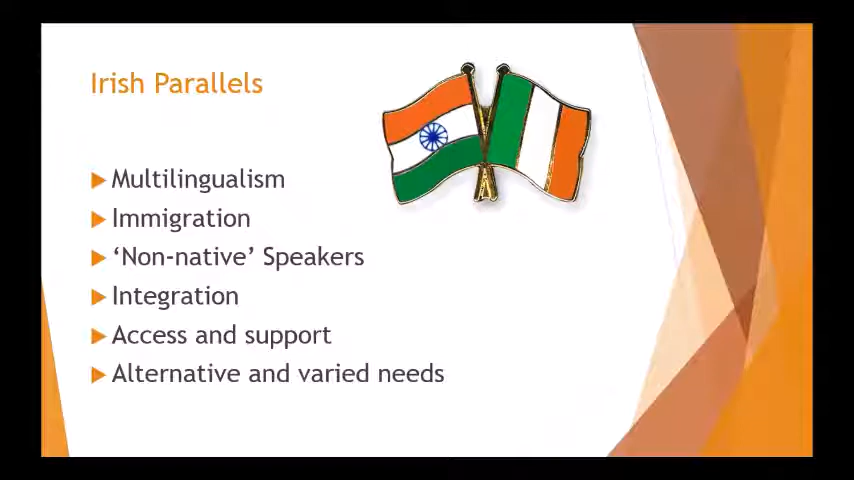 Irish Parallels
Multilingualism
Immigration
‘Non-native’ Speakers
Integration
Access and support
Alternative and varied needs